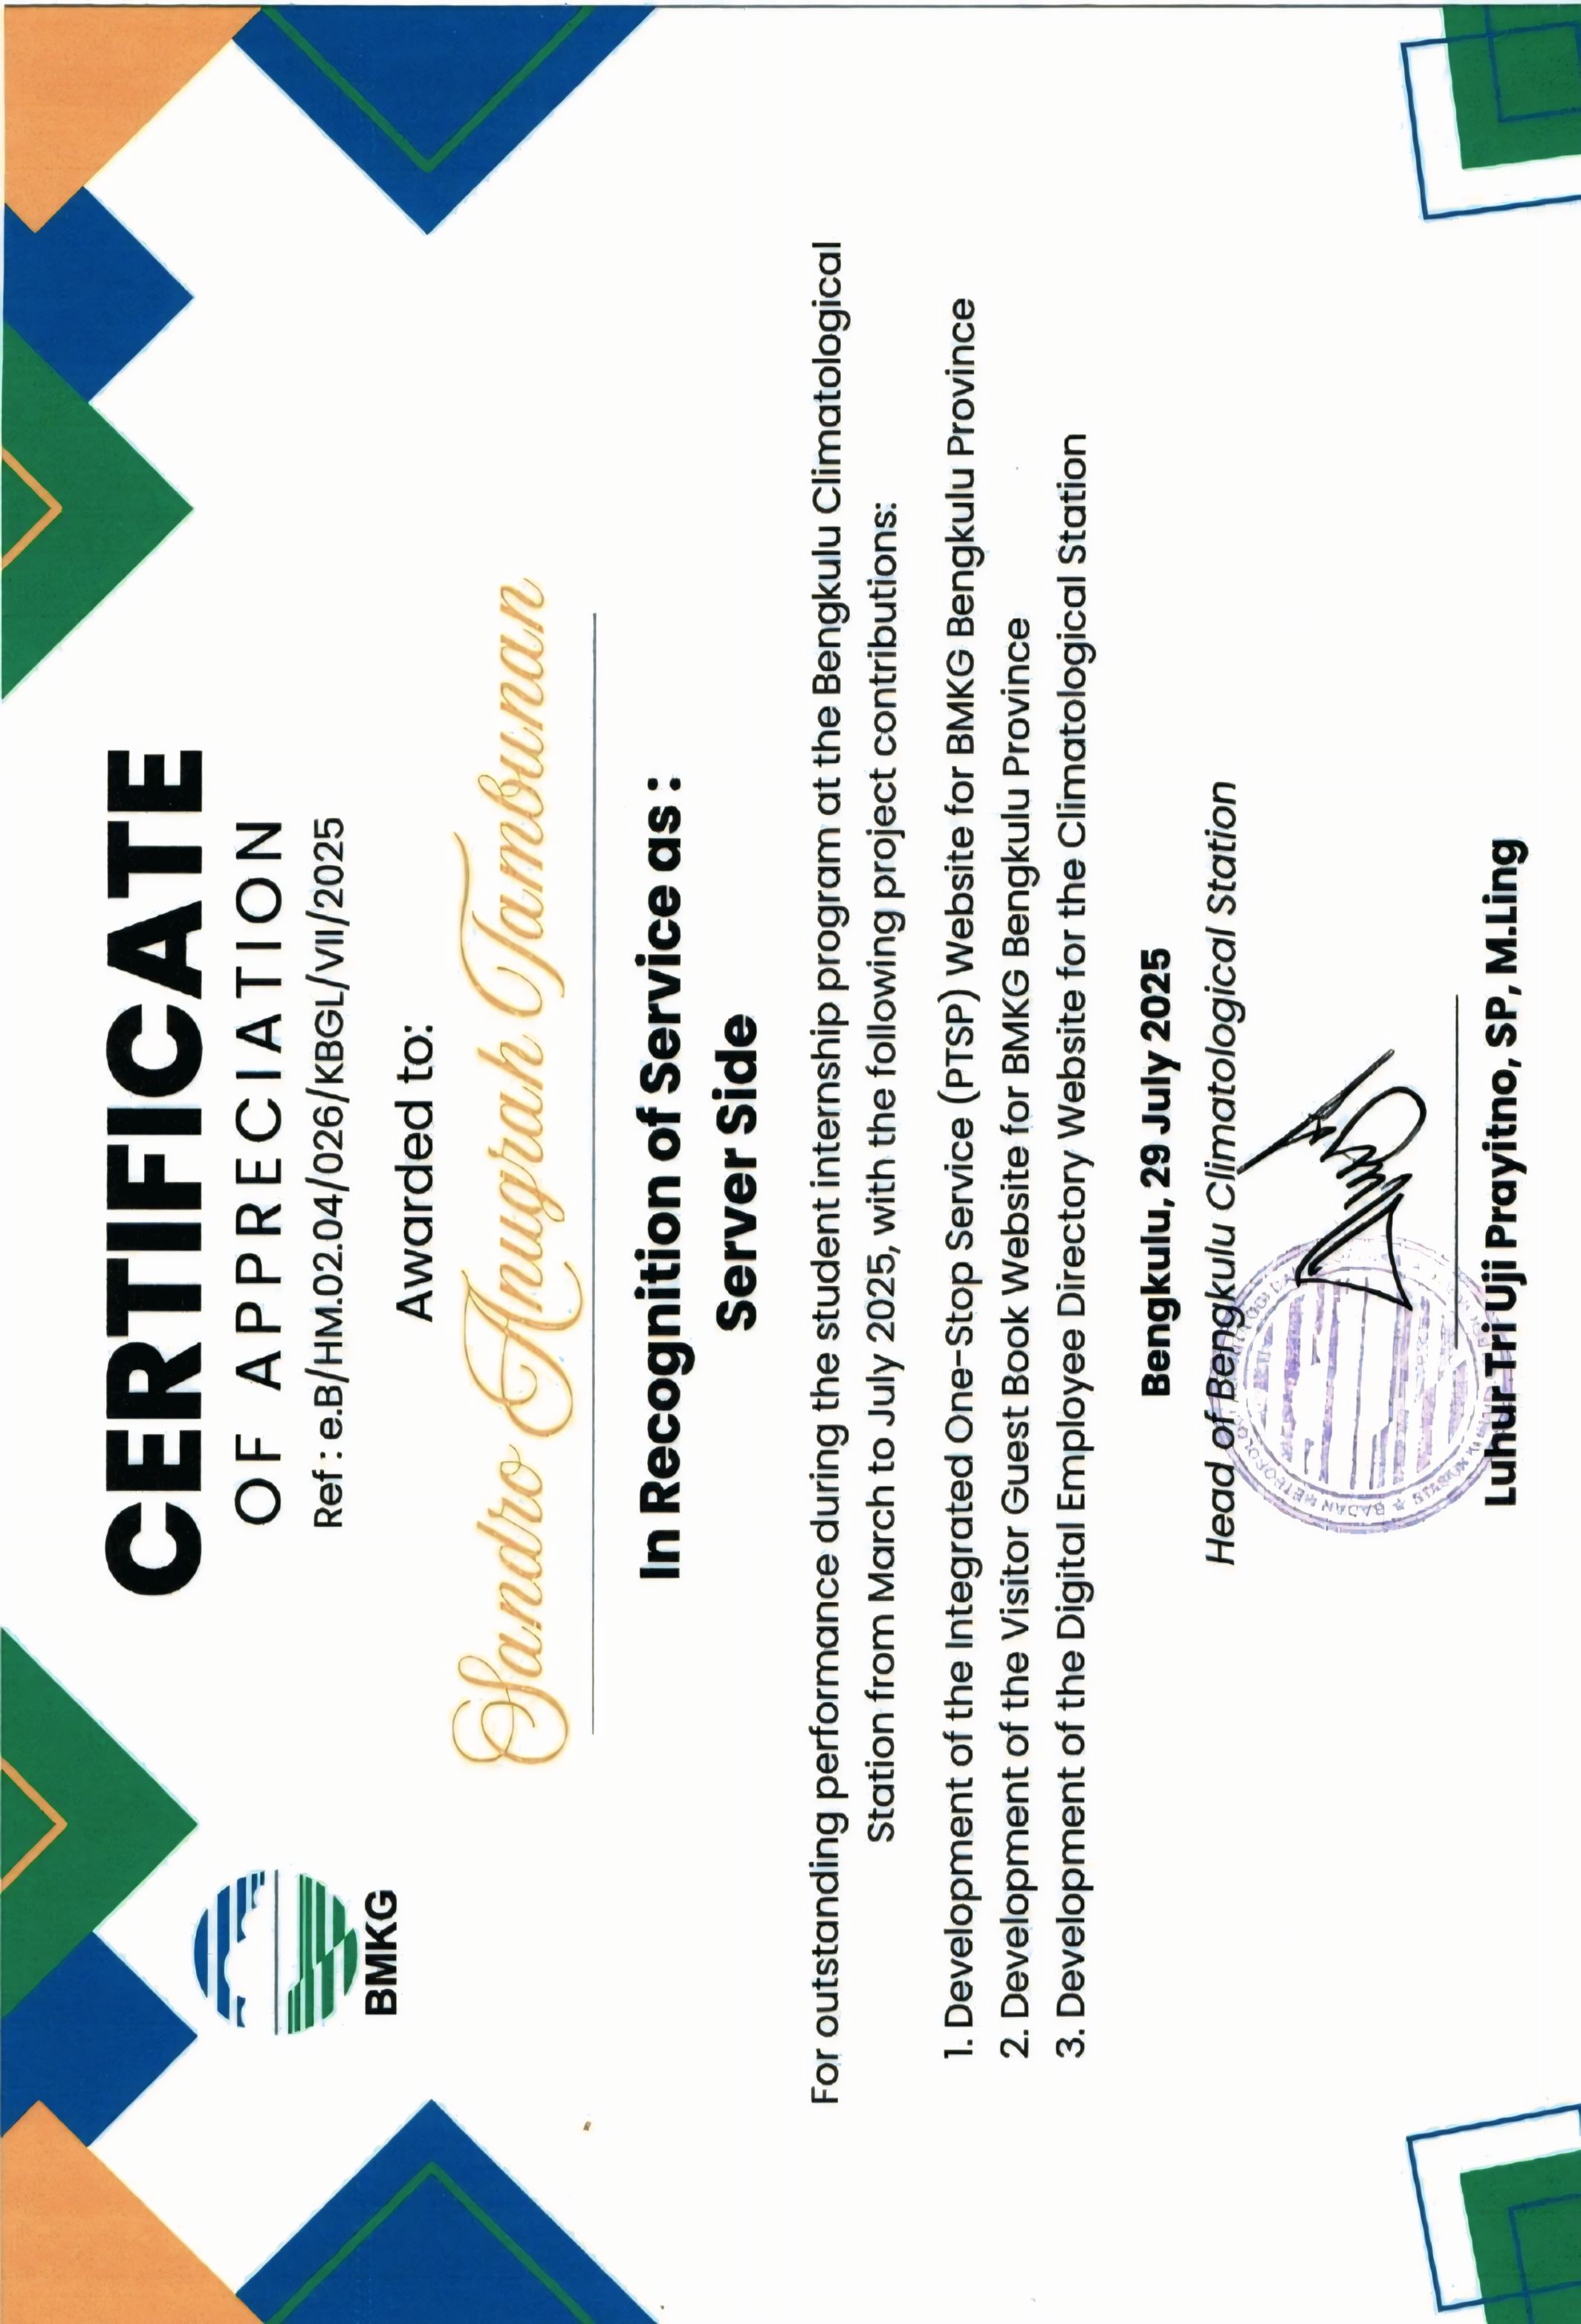 CERTIFICATE
OF APPRECIATION
Ref : e.B/HM.02.04/026/KBGL/VII/2025
BMKG
Awarded to:
Sandro Anugrah Tambunan
In Recognition of Service as :
Server Side
For outstanding performance during the student internship program at the Bengkulu Climatological
Station from March to July 2025, with the following project contributions:
1. Development of the Integrated One-Stop Service (PTSP) Website for BMKG Bengkulu Province
2. Development of the Visitor Guest Book Website for BMKG Bengkulu Province
3. Development of the Digital Employee Directory Website for the Climatological Station
Bengkulu, 29 July 2025
Head of Bengkulu Climatological Station
BADAN METEOROLOGI
Luhur Tri Uji Prayitno, SP, M.Ling